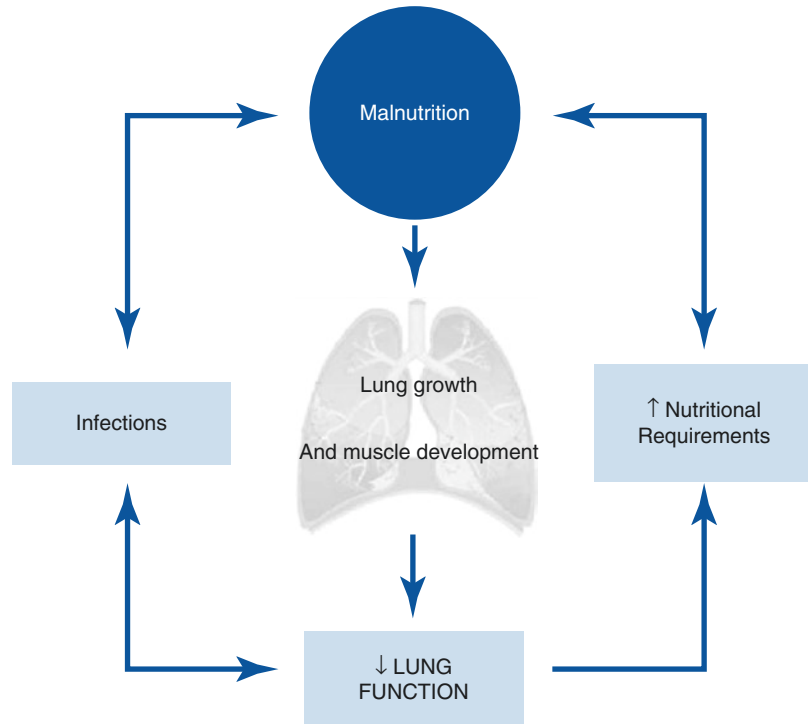 Malnutrition
Lung growth
And muscle development
Infections
↑ Nutritional
Requirements
↓ LUNG
FUNCTION